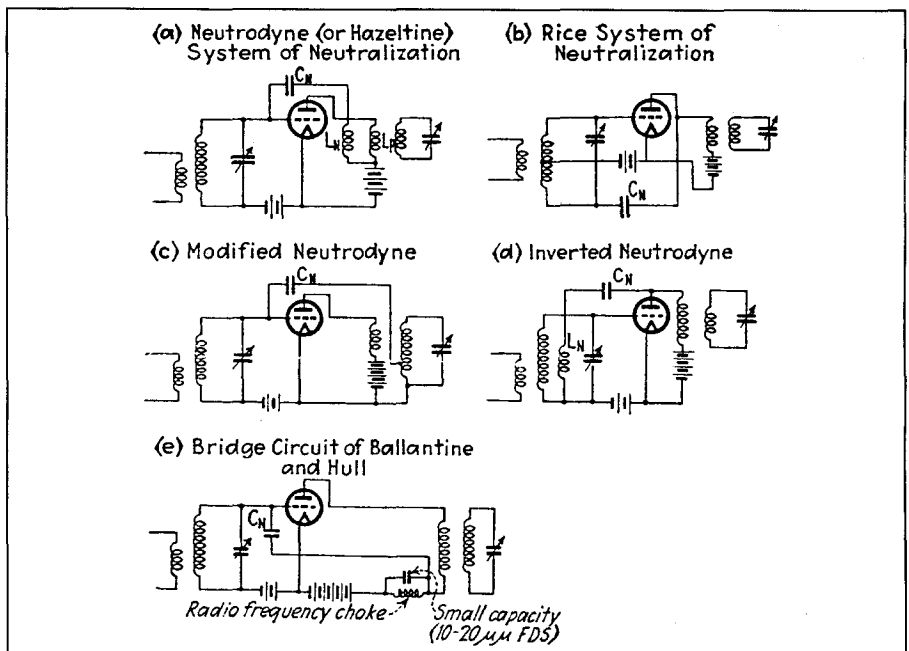 (a) Neutrodyne (or Hazeltine)
System of Neutralization
(b) Rice System of
Neutralization
C_N
L_N
L_P
C_N
(c) Modified Neutrodyne
(d) Inverted Neutrodyne
C_N
C_N
L_N
(e) Bridge Circuit of Ballantine
and Hull
C_N
Radio frequency choke
Small capacity
(10-20 μμ FDS)